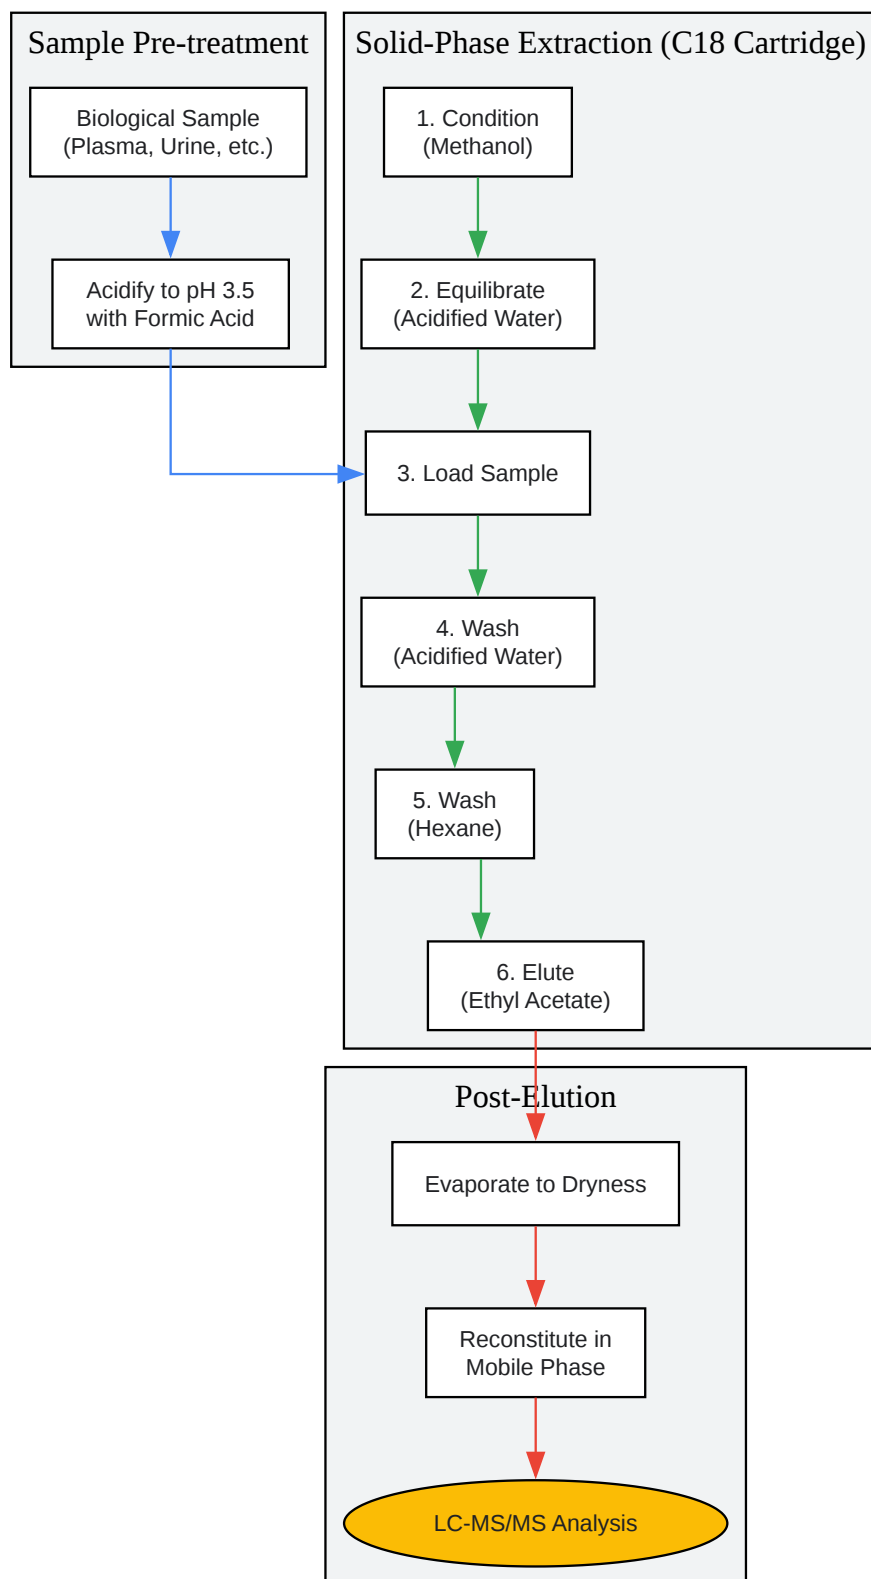 Sample Pre-treatment
Biological Sample
(Plasma, Urine, etc.)
Acidify to pH 3.5
with Formic Acid
Solid-Phase Extraction (C18 Cartridge)
1. Condition
(Methanol)
2. Equilibrate
(Acidified Water)
3. Load Sample
4. Wash
(Acidified Water)
5. Wash
(Hexane)
6. Elute
(Ethyl Acetate)
Post-Elution
Evaporate to Dryness
Reconstitute in
Mobile Phase
LC-MS/MS Analysis